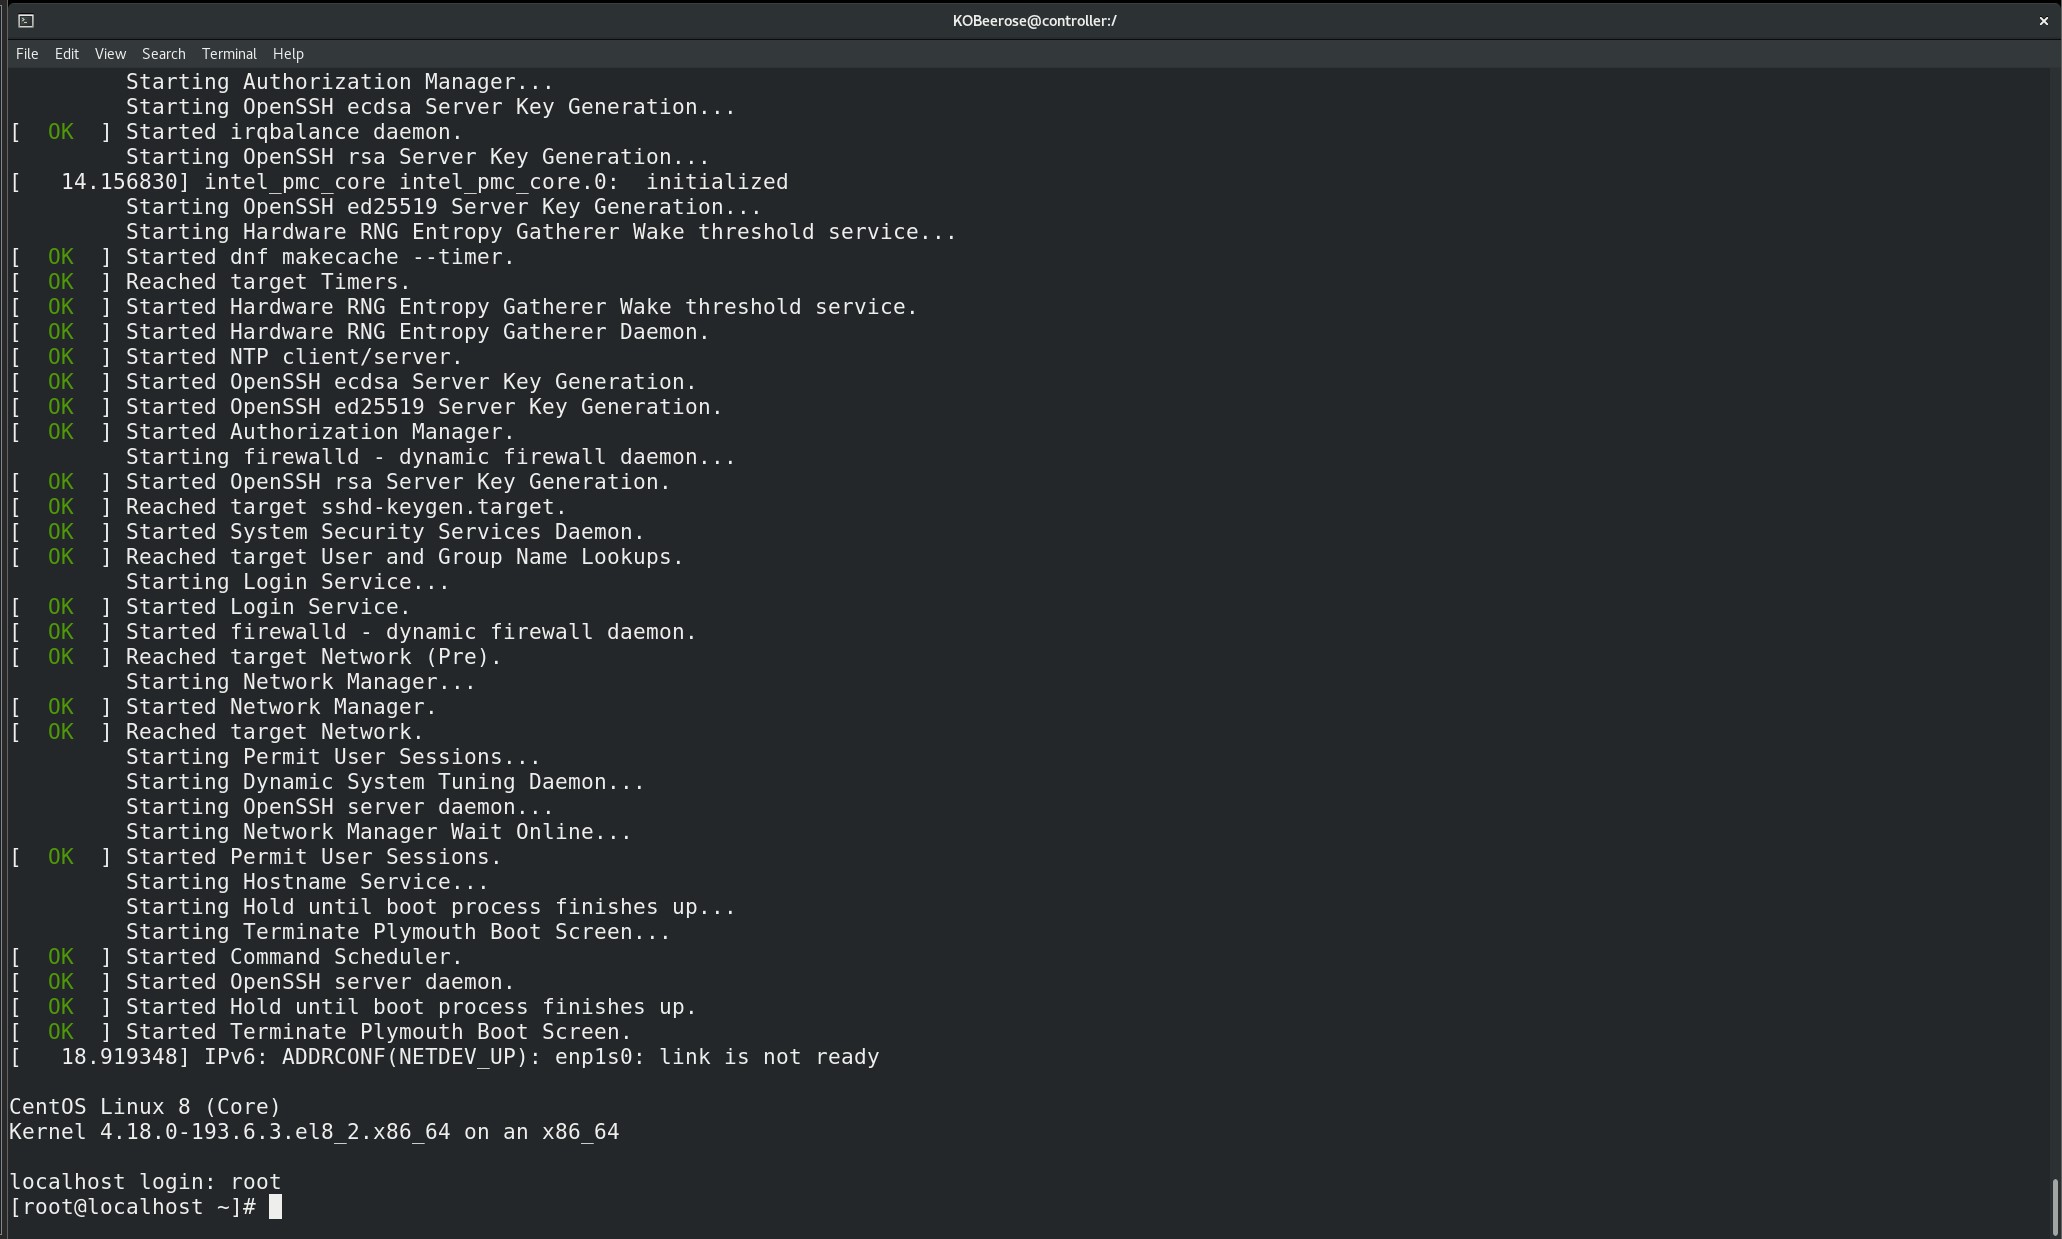 KOBeerose@controller:/
File Edit View Search Terminal Help
         Starting Authorization Manager...
         Starting OpenSSH ecdsa Server Key Generation...
[  OK  ] Started irqbalance daemon.
         Starting OpenSSH rsa Server Key Generation...
[   14.156830] intel_pmc_core intel_pmc_core.0:  initialized
         Starting OpenSSH ed25519 Server Key Generation...
         Starting Hardware RNG Entropy Gatherer Wake threshold service...
[  OK  ] Started dnf makecache --timer.
[  OK  ] Reached target Timers.
[  OK  ] Started Hardware RNG Entropy Gatherer Wake threshold service.
[  OK  ] Started Hardware RNG Entropy Gatherer Daemon.
[  OK  ] Started NTP client/server.
[  OK  ] Started OpenSSH ecdsa Server Key Generation.
[  OK  ] Started OpenSSH ed25519 Server Key Generation.
[  OK  ] Started Authorization Manager.
         Starting firewalld - dynamic firewall daemon...
[  OK  ] Started OpenSSH rsa Server Key Generation.
[  OK  ] Reached target sshd-keygen.target.
[  OK  ] Started System Security Services Daemon.
[  OK  ] Reached target User and Group Name Lookups.
         Starting Login Service...
[  OK  ] Started Login Service.
[  OK  ] Started firewalld - dynamic firewall daemon.
[  OK  ] Reached target Network (Pre).
         Starting Network Manager...
[  OK  ] Started Network Manager.
[  OK  ] Reached target Network.
         Starting Permit User Sessions...
         Starting Dynamic System Tuning Daemon...
         Starting OpenSSH server daemon...
         Starting Network Manager Wait Online...
[  OK  ] Started Permit User Sessions.
         Starting Hostname Service...
         Starting Hold until boot process finishes up...
         Starting Terminate Plymouth Boot Screen...
[  OK  ] Started Command Scheduler.
[  OK  ] Started OpenSSH server daemon.
[  OK  ] Started Hold until boot process finishes up.
[  OK  ] Started Terminate Plymouth Boot Screen.
[   18.919348] IPv6: ADDRCONF(NETDEV_UP): enp1s0: link is not ready

CentOS Linux 8 (Core)
Kernel 4.18.0-193.6.3.el8_2.x86_64 on an x86_64

localhost login: root
[root@localhost ~]#